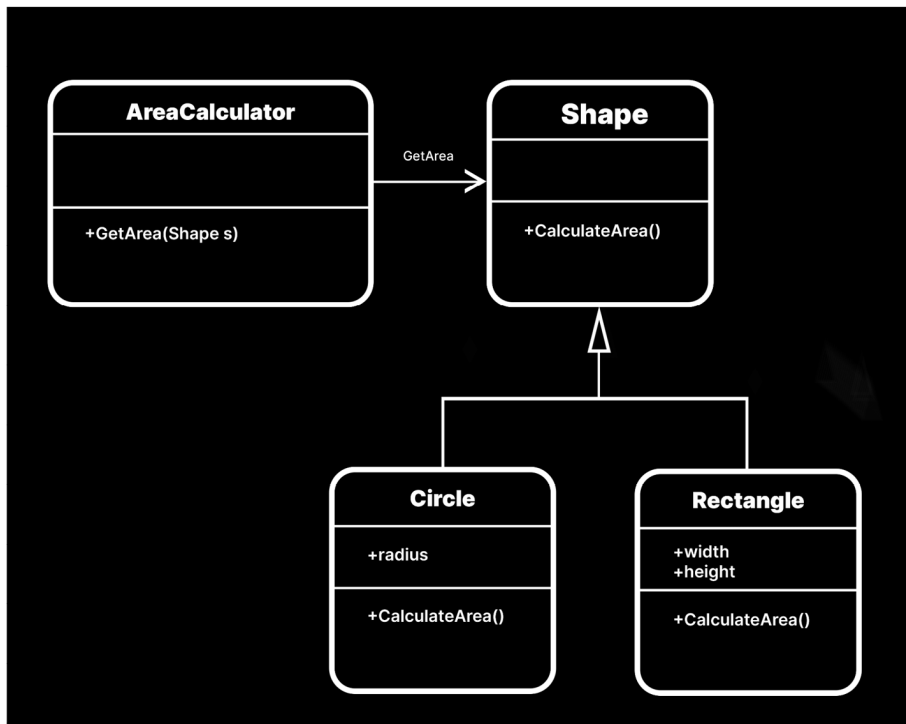 AreaCalculator
+GetArea(Shape s)
GetArea
Shape
+CalculateArea()
Circle
+radius
+CalculateArea()
Rectangle
+width
+height
+CalculateArea()